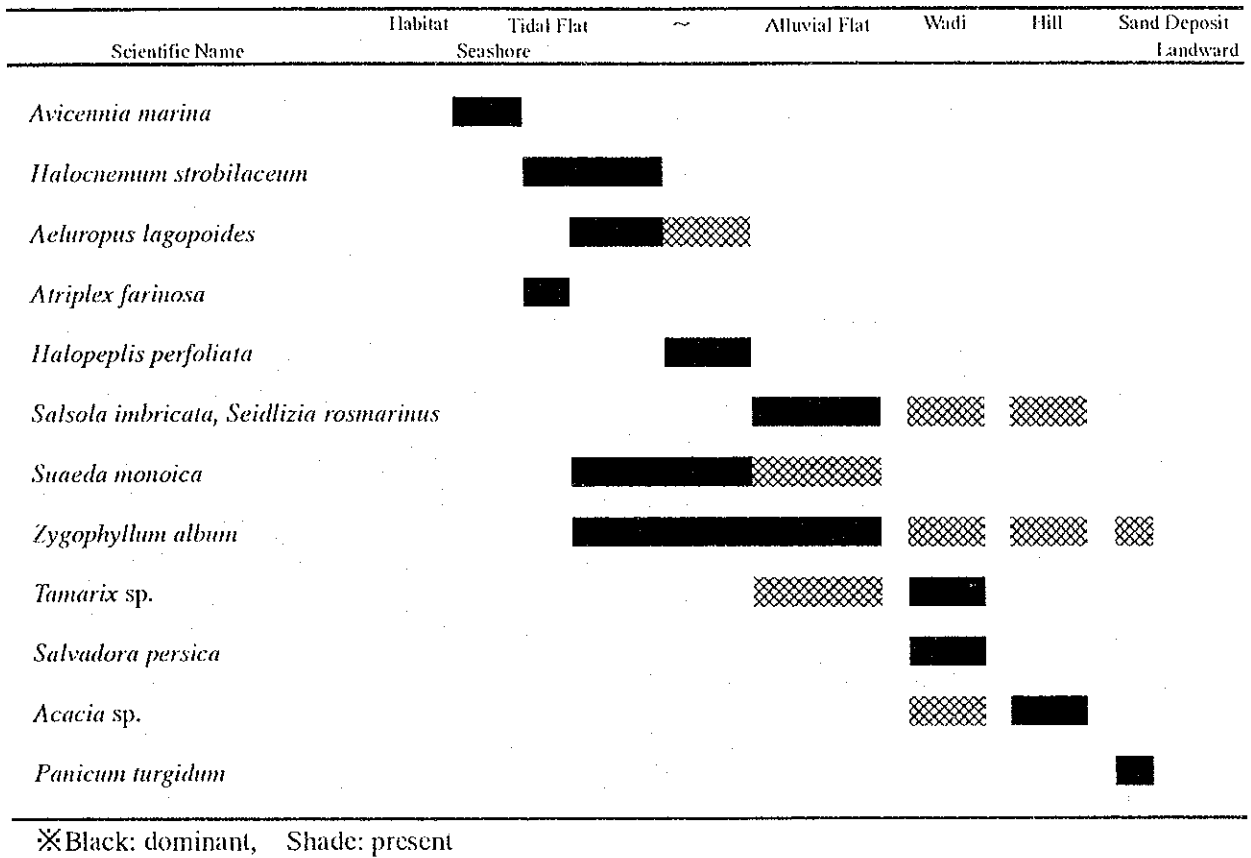 Habitat Tidal Flat ~ Alluvial Flat Wadi Hill Sand Deposit
Scientific Name Seashore Landward
Avicennia marina
Halocnemum strobilaceum
Aeluropus lagopoides
Atriplex farinosa
Halopeplis perfoliata
Salsola imbricata, Seidlizia rosmarinus
Suaeda monoica
Zygophyllum album
Tamarix sp.
Salvadora persica
Acacia sp.
Panicum turgidum
※Black: dominant, Shade: present